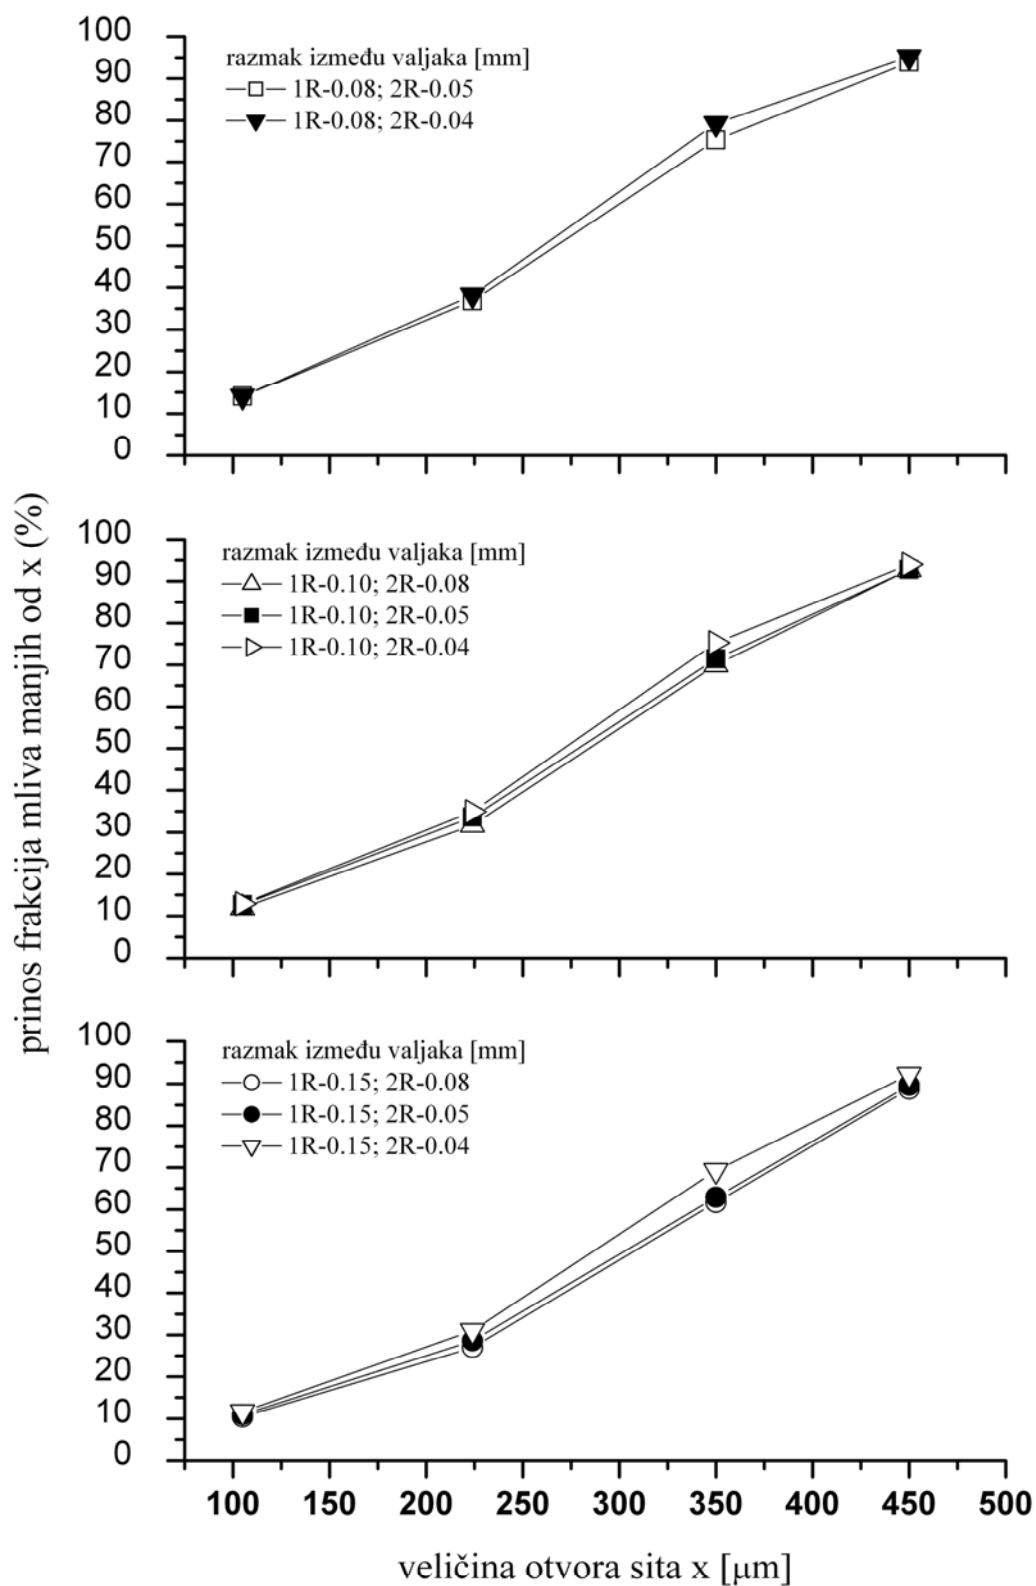 prinos frakcija mliva manjih od x (%)
100
90
80
70
60
50
40
30
20
10
0
razmak između valjaka [mm]
1R-0.08; 2R-0.05
1R-0.08; 2R-0.04
100
90
80
70
60
50
40
30
20
10
0
razmak između valjaka [mm]
1R-0.10; 2R-0.08
1R-0.10; 2R-0.05
1R-0.10; 2R-0.04
100
90
80
70
60
50
40
30
20
10
0
razmak između valjaka [mm]
1R-0.15; 2R-0.08
1R-0.15; 2R-0.05
1R-0.15; 2R-0.04
100 150 200 250 300 350 400 450 500
veličina otvora sita x [μm]